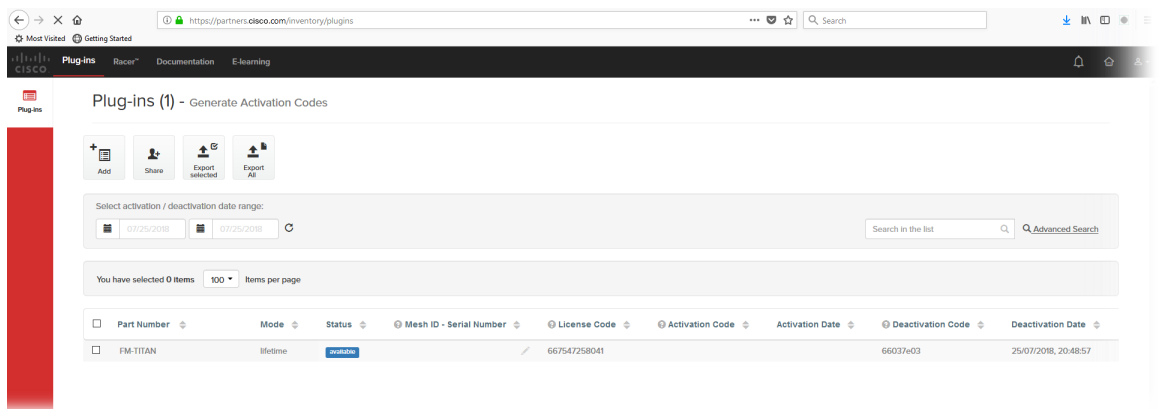 https://partners.cisco.com/inventory/plugins
Search
Most Visited Getting Started
CISCO Plug-ins Racer™ Documentation E-learning
Plug-ins
Plug-ins (1) - Generate Activation Codes
Add Share Export selected Export All
Select activation / deactivation date range:
07/25/2018 07/25/2018 Search in the list Advanced Search
You have selected 0 items 100 Items per page
Part Number Mode Status Mesh ID - Serial Number License Code Activation Code Activation Date Deactivation Code Deactivation Date
FM-TITAN lifetime available 667547258041 66037e03 25/07/2018, 20:48:57